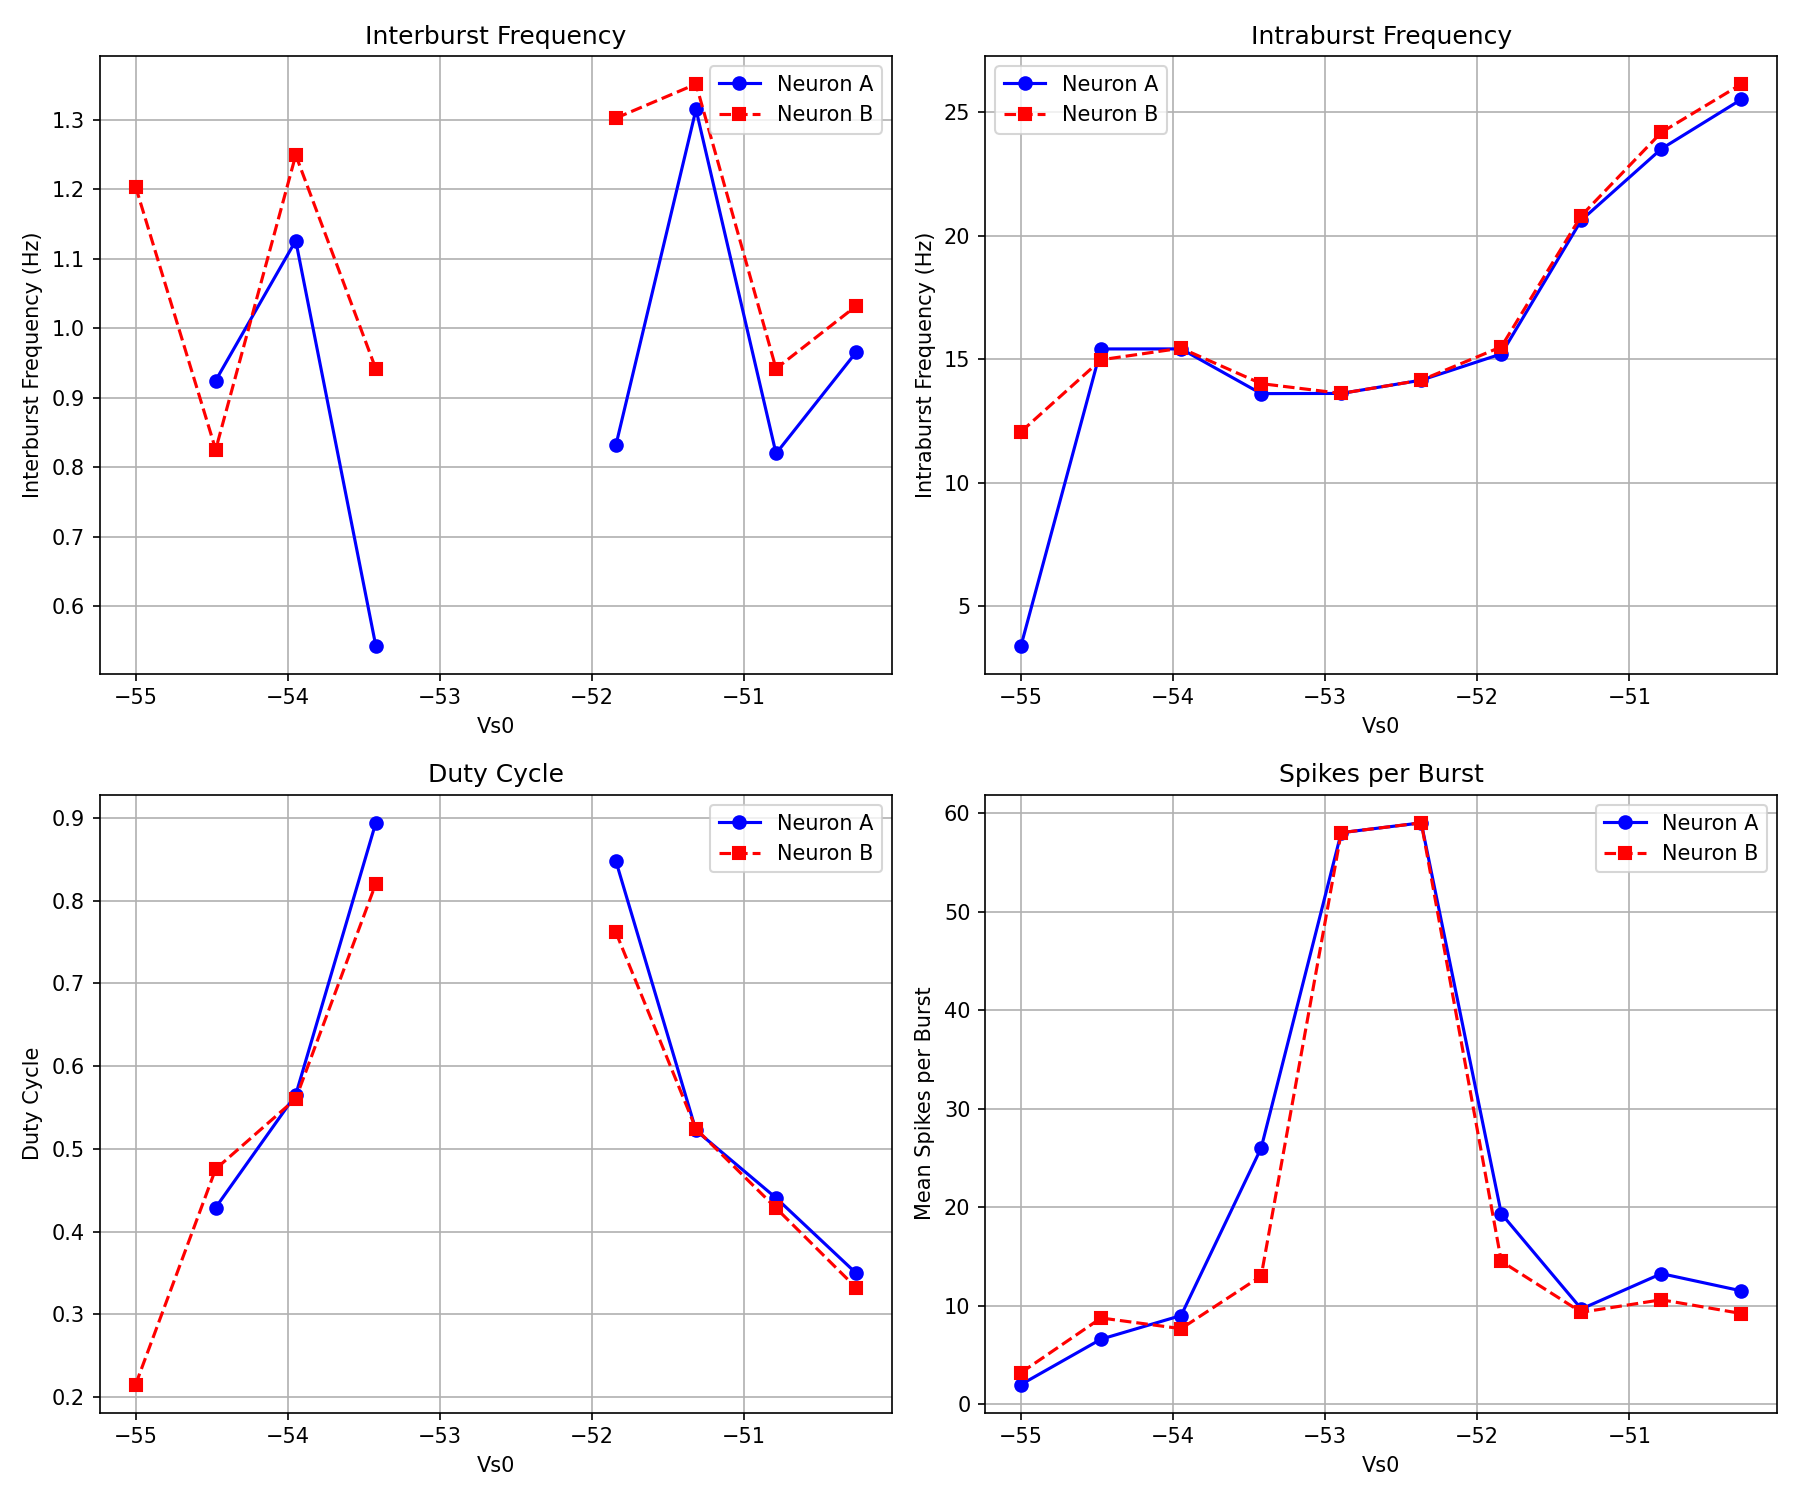 Interburst Frequency
Interburst Frequency (Hz)
1.3
1.2
1.1
1.0
0.9
0.8
0.7
0.6
Neuron A
Neuron B
−55 −54 −53 −52 −51
Vs0
Intraburst Frequency
Intraburst Frequency (Hz)
25
20
15
10
5
Neuron A
Neuron B
−55 −54 −53 −52 −51
Vs0
Duty Cycle
Duty Cycle
0.9
0.8
0.7
0.6
0.5
0.4
0.3
0.2
Neuron A
Neuron B
−55 −54 −53 −52 −51
Vs0
Spikes per Burst
Mean Spikes per Burst
60
50
40
30
20
10
0
Neuron A
Neuron B
−55 −54 −53 −52 −51
Vs0